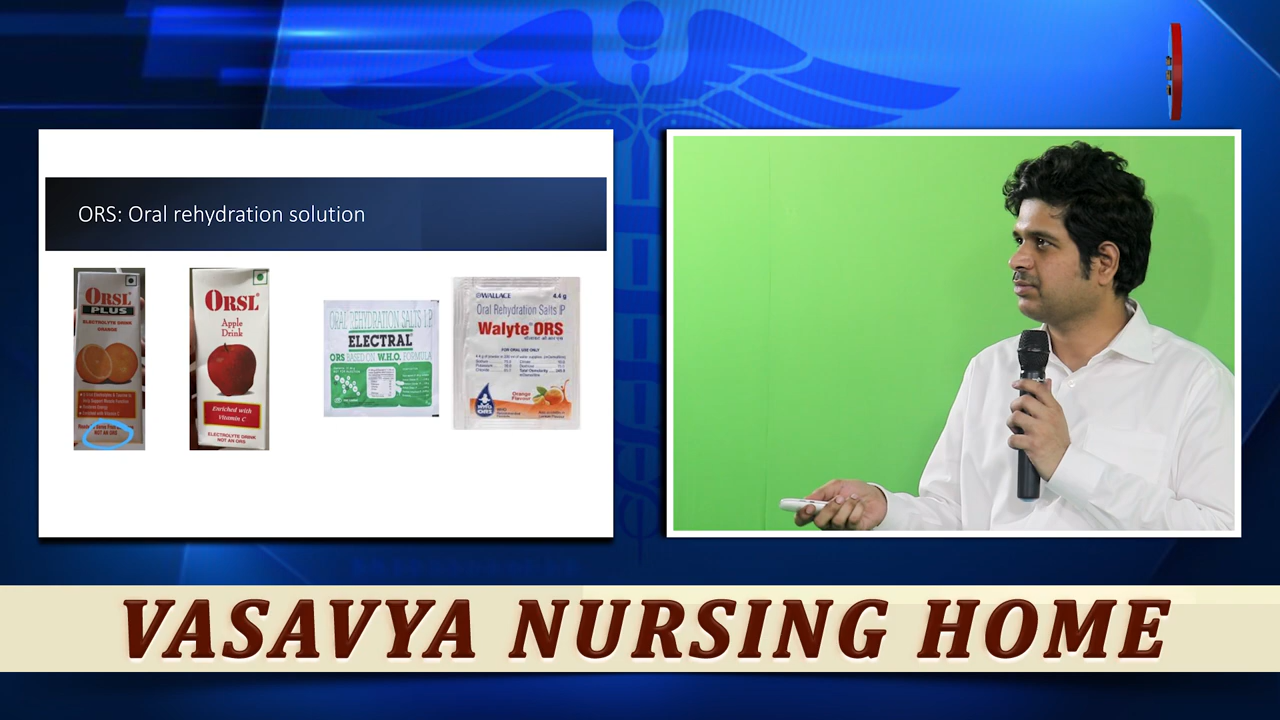 ORS: Oral rehydration solution
ORSL
PLUS
ELECTROLYTE DRINK
ORANGE
NOT AN ORS
ORSL
Apple
Drink
Enriched with
Vitamin C
ELECTROLYTE DRINK
NOT AN ORS
ORAL REHYDRATION SALTS I.P.
ELECTRAL
ORS BASED ON W.H.O. FORMULA
WALLACE 4.4 g
Oral Rehydration Salts IP
Walyte ORS
FOR ORAL USE ONLY
Orange
Flavour
WHO
ORS
VASAVYA NURSING HOME